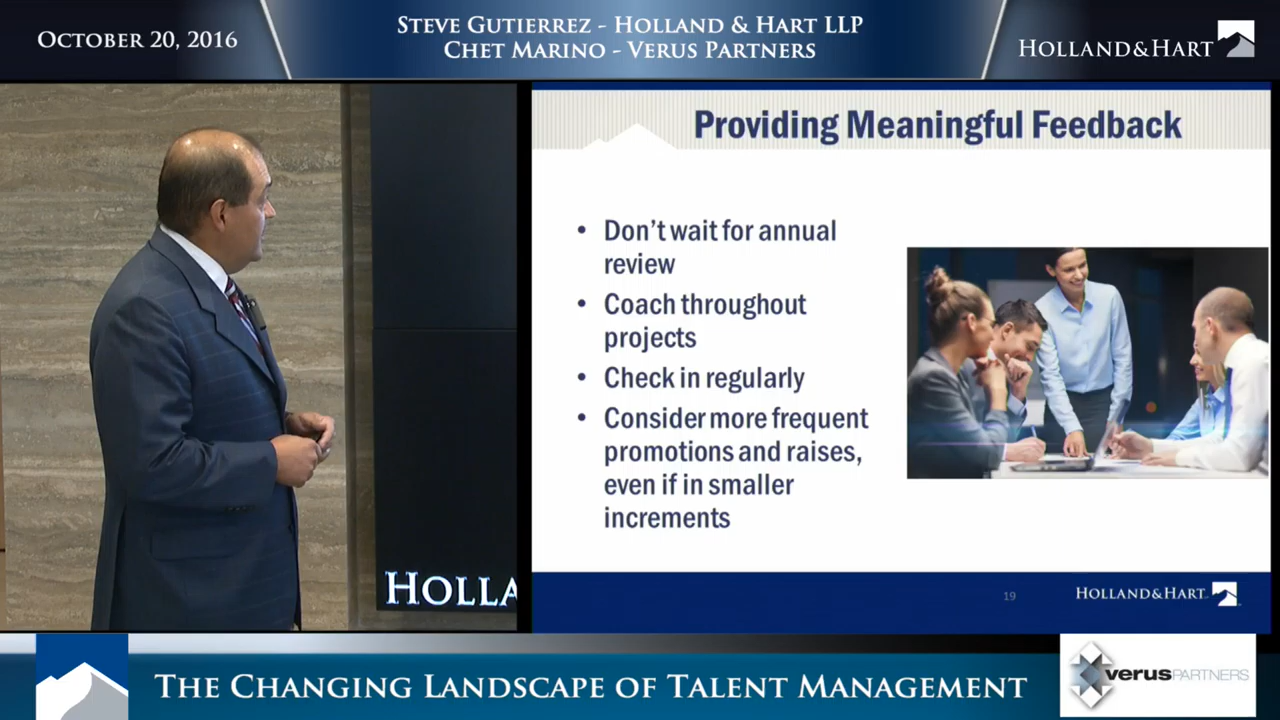 OCTOBER 20, 2016
STEVE GUTIERREZ - HOLLAND & HART LLP
CHET MARINO - VERUS PARTNERS
HOLLAND&HART
Providing Meaningful Feedback
• Don't wait for annual
review
• Coach throughout
projects
• Check in regularly
• Consider more frequent
promotions and raises,
even if in smaller
increments
HOLLA
19
HOLLAND&HART
THE CHANGING LANDSCAPE OF TALENT MANAGEMENT
verusPARTNERS